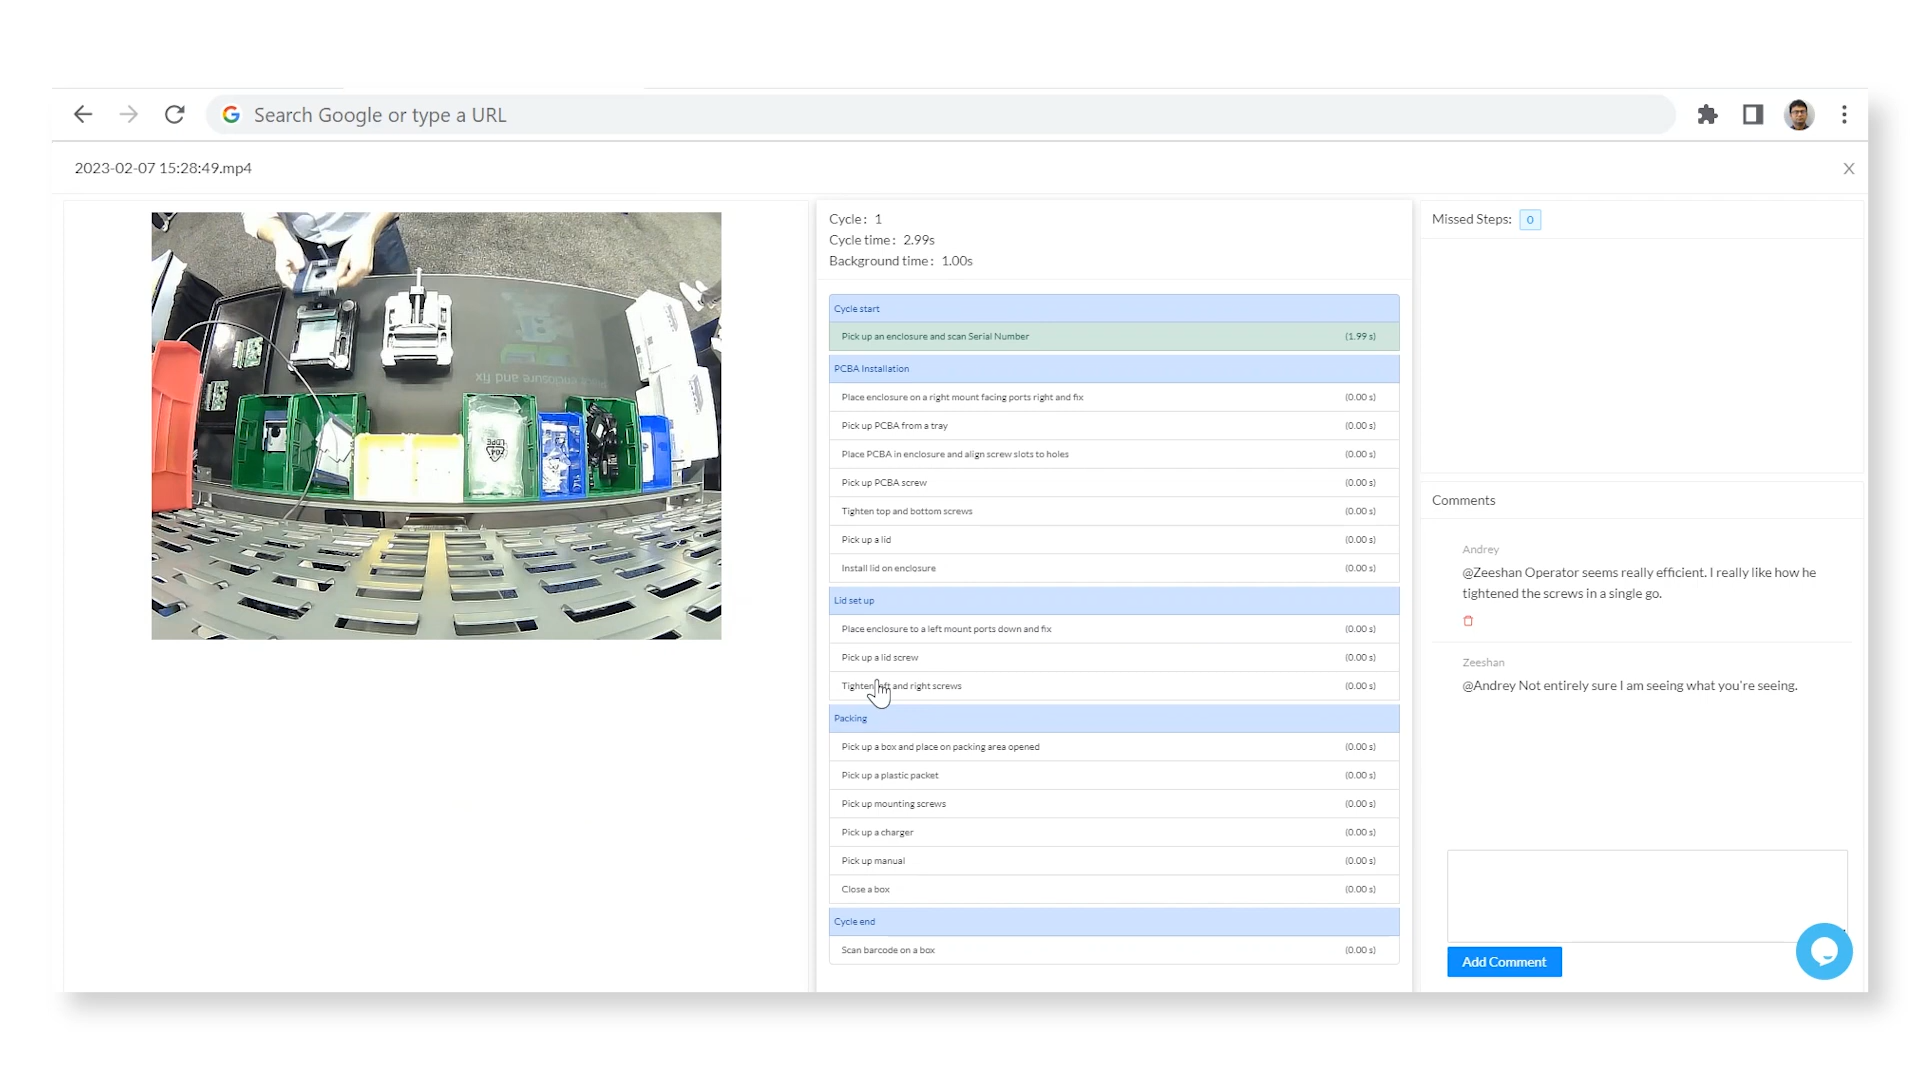 Search Google or type a URL
2023-02-07 15:28:49.mp4
X
Cycle: 1
Cycle time: 2.99s
Background time: 1.00s
Cycle start
Pick up an enclosure and scan Serial Number (1.99 s)
PCBA Installation
Place enclosure on a right mount facing ports right and fix (0.00 s)
Pick up PCBA from a tray (0.00 s)
Place PCBA in enclosure and align screw slots to holes (0.00 s)
Pick up PCBA screw (0.00 s)
Tighten top and bottom screws (0.00 s)
Pick up a lid (0.00 s)
Install lid on enclosure (0.00 s)
Lid set up
Place enclosure to a left mount ports down and fix (0.00 s)
Pick up a lid screw (0.00 s)
Tighten left and right screws (0.00 s)
Packing
Pick up a box and place on packing area opened (0.00 s)
Pick up a plastic packet (0.00 s)
Pick up mounting screws (0.00 s)
Pick up a charger (0.00 s)
Pick up manual (0.00 s)
Close a box (0.00 s)
Cycle end
Scan barcode on a box (0.00 s)
Missed Steps: 0
Comments
Andrey
@Zeeshan Operator seems really efficient. I really like how he
tightened the screws in a single go.
Zeeshan
@Andrey Not entirely sure I am seeing what you're seeing.
Add Comment
Place enclosure and fix
04
LDPE